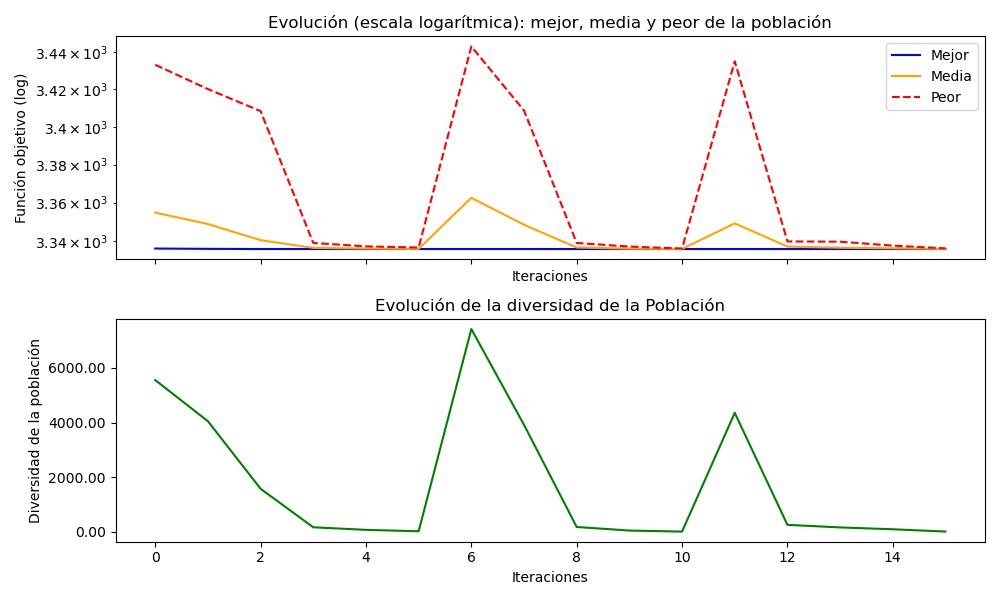 Evolución (escala logarítmica): mejor, media y peor de la población
Función objetivo (log)
3.44 × 10³
3.42 × 10³
3.4 × 10³
3.38 × 10³
3.36 × 10³
3.34 × 10³
Mejor
Media
Peor
Iteraciones
Evolución de la diversidad de la Población
Diversidad de la población
6000.00
4000.00
2000.00
0.00
0 2 4 6 8 10 12 14
Iteraciones